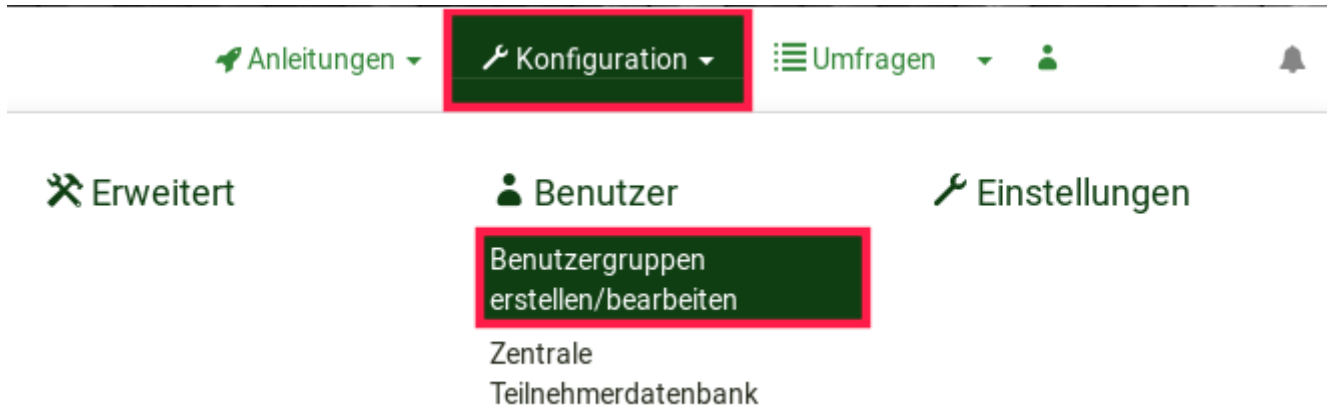 Anleitungen
Konfiguration
Umfragen
Erweitert
Benutzer
Einstellungen
Benutzergruppen
erstellen/bearbeiten
Zentrale
Teilnehmerdatenbank